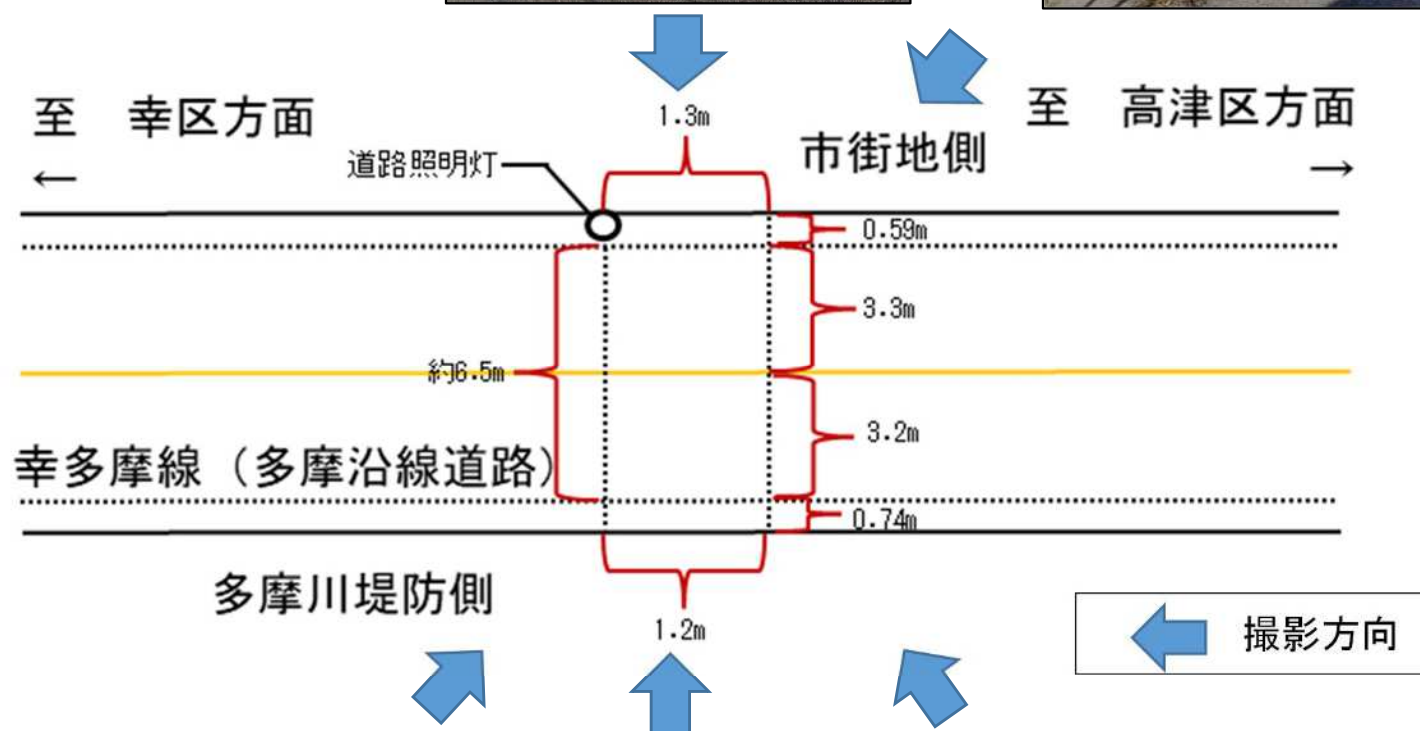 1.3m
至 幸区方面
至 高津区方面
市街地側
道路照明灯
←
→
0.59m
3.3m
約6.5m
3.2m
幸多摩線（多摩沿線道路）
0.74m
多摩川堤防側
1.2m
撮影方向